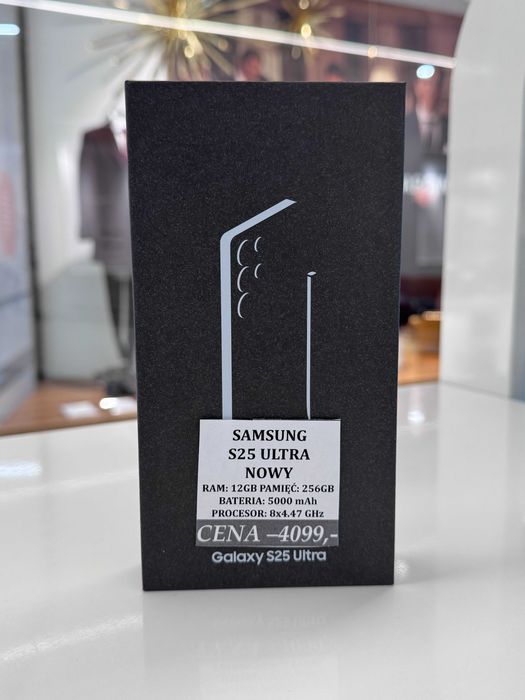 SAMSUNG
S25 ULTRA
NOWY
RAM: 12GB PAMIĘĆ: 256GB
BATERIA: 5000 mAh
PROCESOR: 8x4.47 GHz
CENA –4099,-
Galaxy S25 Ultra